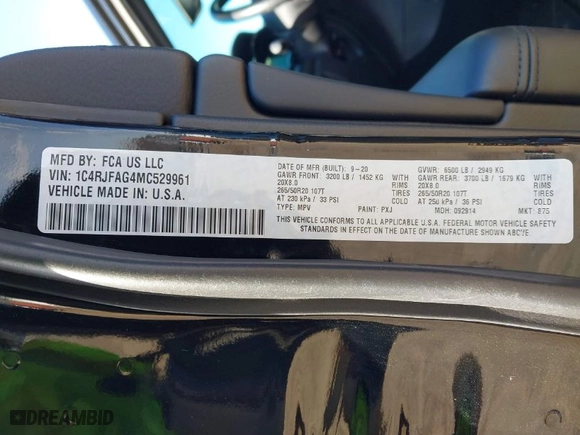 MFD BY: FCA US LLC
VIN: 1C4RJFAG4MC529961
VEHICLE MADE IN: U.S.A.
DATE OF MFR (BUILT): 9-20 GVWR: 6500 LB / 2949 KG
GAWR FRONT: 3200 LB / 1452 KG GAWR REAR: 3700 LB / 1679 KG
20X8.0 RIMS 20X8.0 RIMS
265/50R20 107T TIRES 265/50R20 107T TIRES
AT 230 kPa / 33 PSI COLD AT 250 kPa / 36 PSI COLD
TYPE: MPV PAINT: PXJ MDH: 092914 MKT: 875
THIS VEHICLE CONFORMS TO ALL APPLICABLE U.S.A. FEDERAL MOTOR VEHICLE SAFETY
STANDARDS IN EFFECT ON THE DATE OF MANUFACTURE SHOWN ABOVE
DREAMBID